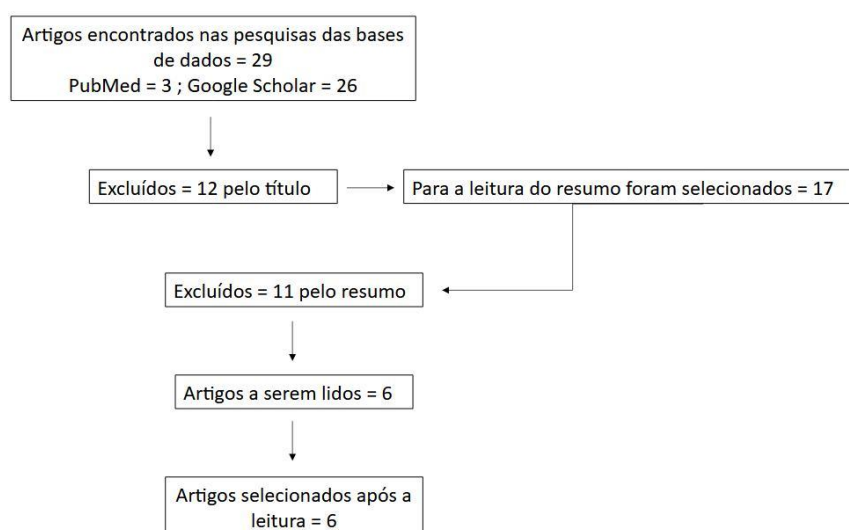 Artigos encontrados nas pesquisas das bases
de dados = 29
PubMed = 3 ; Google Scholar = 26
Excluídos = 12 pelo título
Para a leitura do resumo foram selecionados = 17
Excluídos = 11 pelo resumo
Artigos a serem lidos = 6
Artigos selecionados após a
leitura = 6